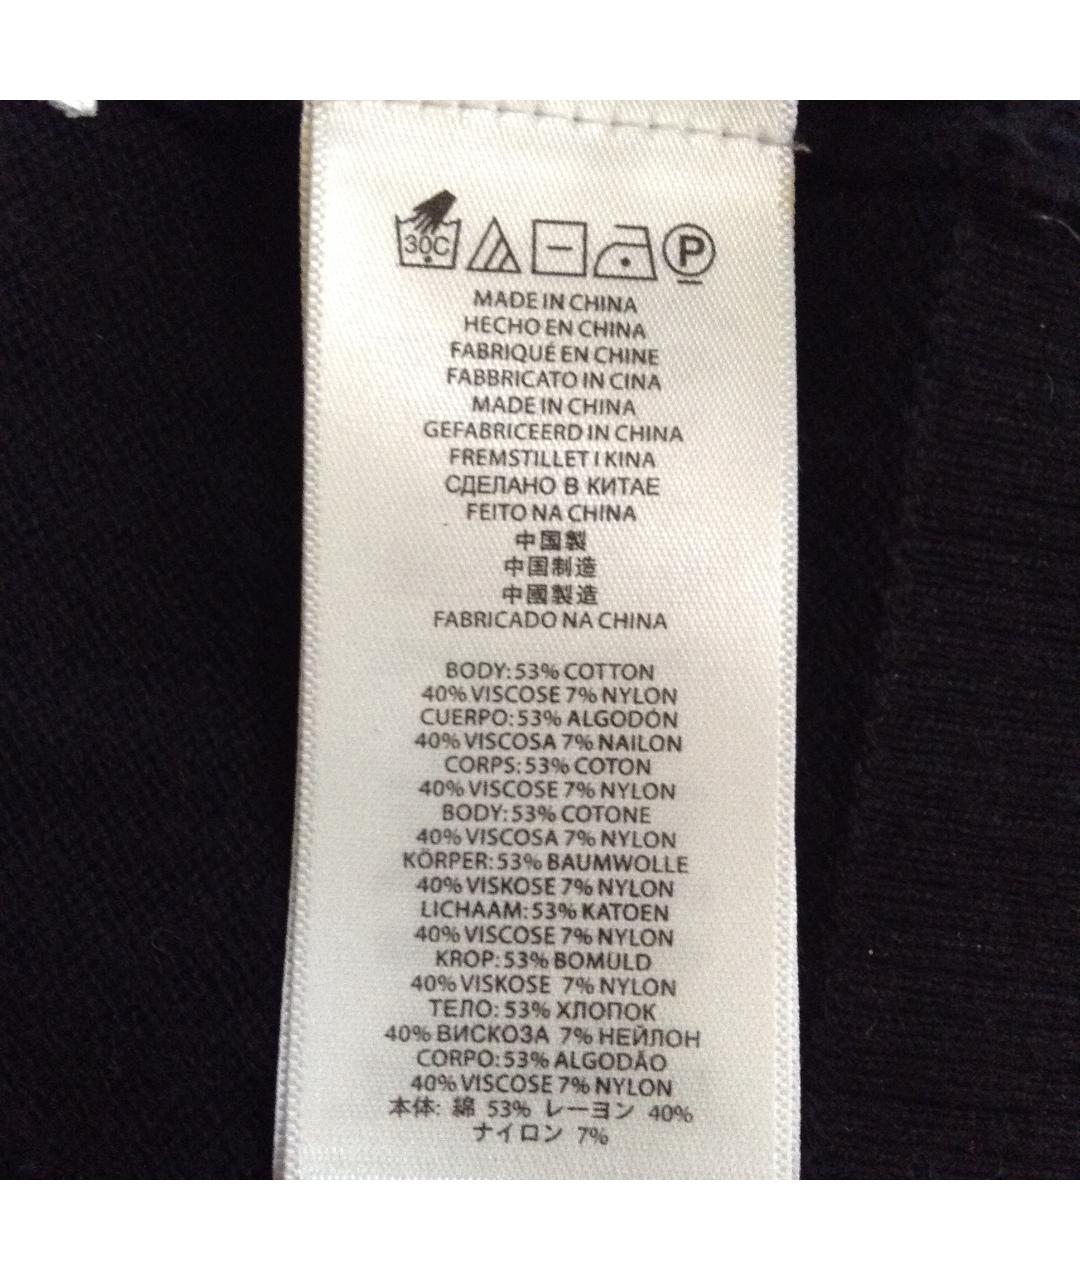 30C
P
MADE IN CHINA
HECHO EN CHINA
FABRIQUÉ EN CHINE
FABBRICATO IN CINA
MADE IN CHINA
GEFABRICEERD IN CHINA
FREMSTILLET I KINA
СДЕЛАНО В КИТАЕ
FEITO NA CHINA
中国製
中国制造
中國製造
FABRICADO NA CHINA
BODY: 53% COTTON
40% VISCOSE 7% NYLON
CUERPO: 53% ALGODÓN
40% VISCOSA 7% NAILON
CORPS: 53% COTON
40% VISCOSE 7% NYLON
BODY: 53% COTONE
40% VISCOSA 7% NYLON
KÖRPER: 53% BAUMWOLLE
40% VISKOSE 7% NYLON
LICHAAM: 53% KATOEN
40% VISCOSE 7% NYLON
KROP: 53% BOMULD
40% VISKOSE 7% NYLON
ТЕЛО: 53% ХЛОПОК
40% ВИСКОЗА 7% НЕЙЛОН
CORPO: 53% ALGODÃO
40% VISCOSE 7% NYLON
本体: 綿 53% レーヨン 40%
ナイロン 7%